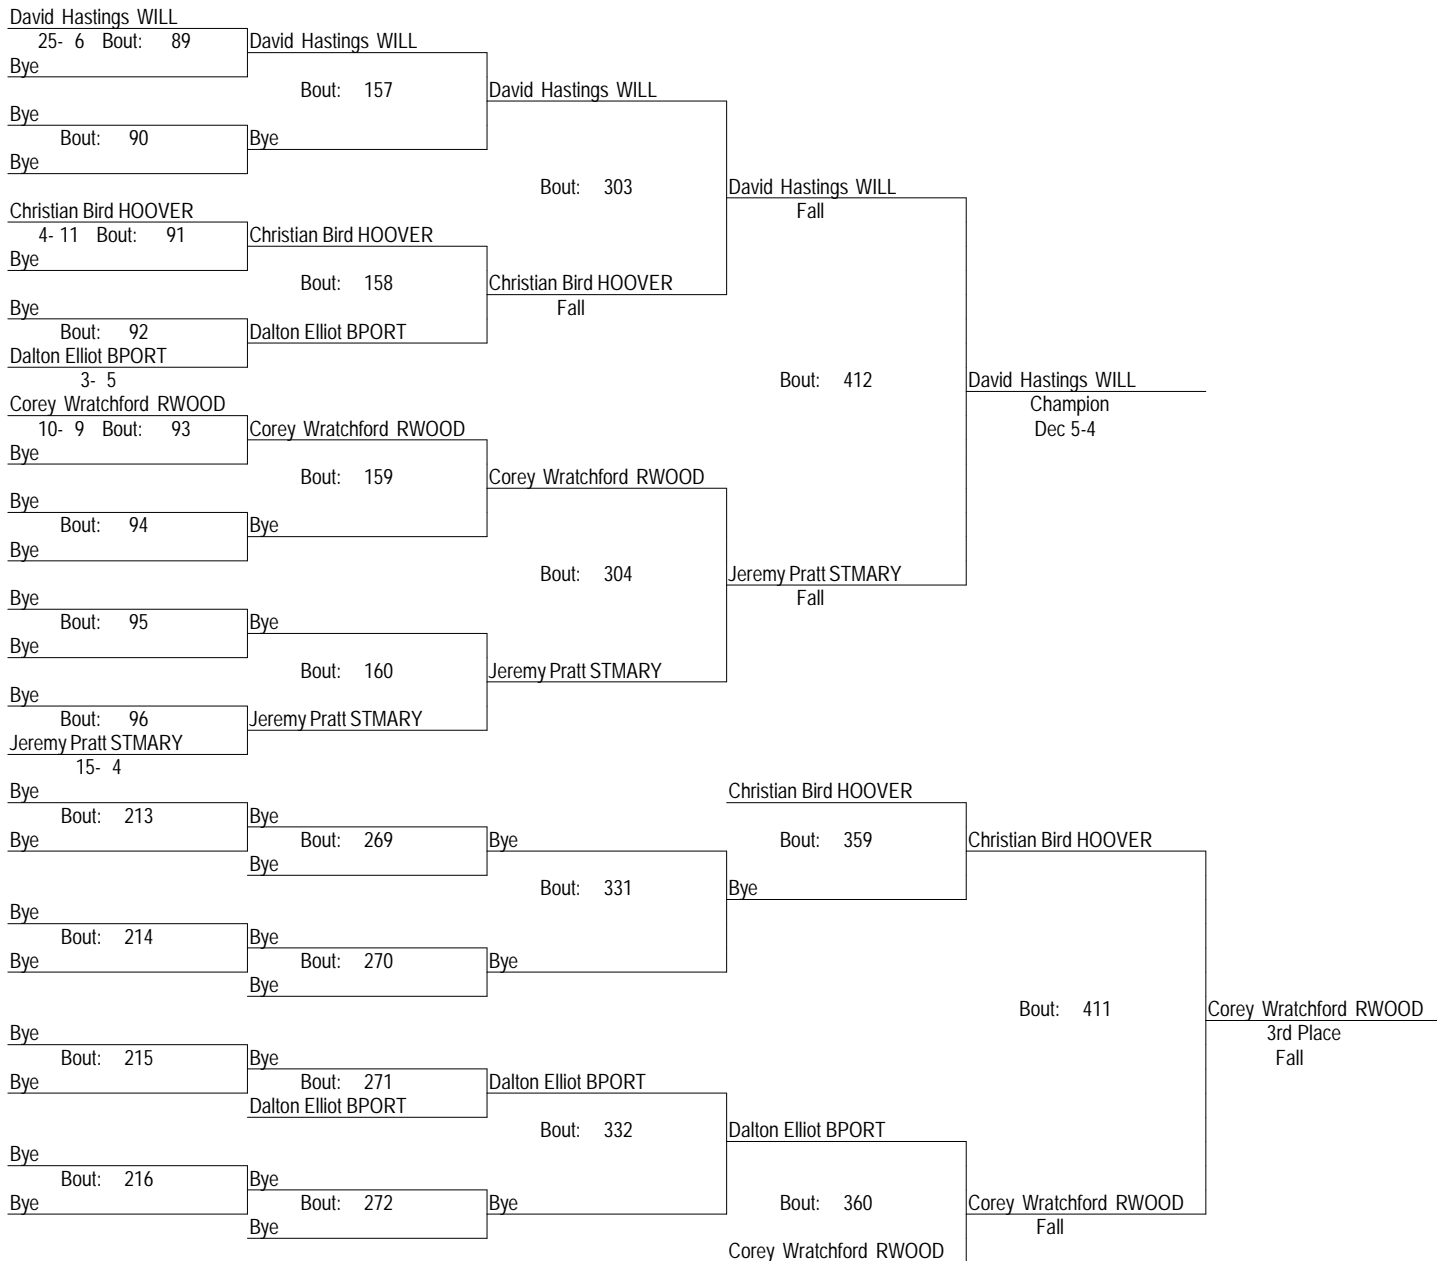 David Hastings WILL
25- 6 Bout: 89 David Hastings WILL
Bye
Bout: 157 David Hastings WILL
Bye
Bout: 90 Bye
Bye
Bout: 303 David Hastings WILL
Fall
Christian Bird HOOVER
4- 11 Bout: 91 Christian Bird HOOVER
Bye
Bout: 158 Christian Bird HOOVER
Bye Fall
Bout: 92 Dalton Elliot BPORT
Dalton Elliot BPORT
3- 5 Bout: 412 David Hastings WILL
Corey Wratchford RWOOD Champion
10- 9 Bout: 93 Corey Wratchford RWOOD Dec 5-4
Bye
Bout: 159 Corey Wratchford RWOOD
Bye
Bout: 94 Bye
Bye
Bout: 304 Jeremy Pratt STMARY
Bye Fall
Bout: 95 Bye
Bye
Bout: 160 Jeremy Pratt STMARY
Bye
Bout: 96 Jeremy Pratt STMARY
Jeremy Pratt STMARY
15- 4
Bye Christian Bird HOOVER
Bout: 213 Bye
Bye Bout: 269 Bye Bout: 359 Christian Bird HOOVER
Bye
Bout: 331 Bye
Bye
Bout: 214 Bye
Bye Bout: 270 Bye
Bye
Bout: 411 Corey Wratchford RWOOD
Bye 3rd Place
Bout: 215 Bye Fall
Bye Bout: 271 Dalton Elliot BPORT
Dalton Elliot BPORT
Bout: 332 Dalton Elliot BPORT
Bye
Bout: 216 Bye
Bye Bout: 272 Bye Bout: 360 Corey Wratchford RWOOD
Bye Fall
Corey Wratchford RWOOD